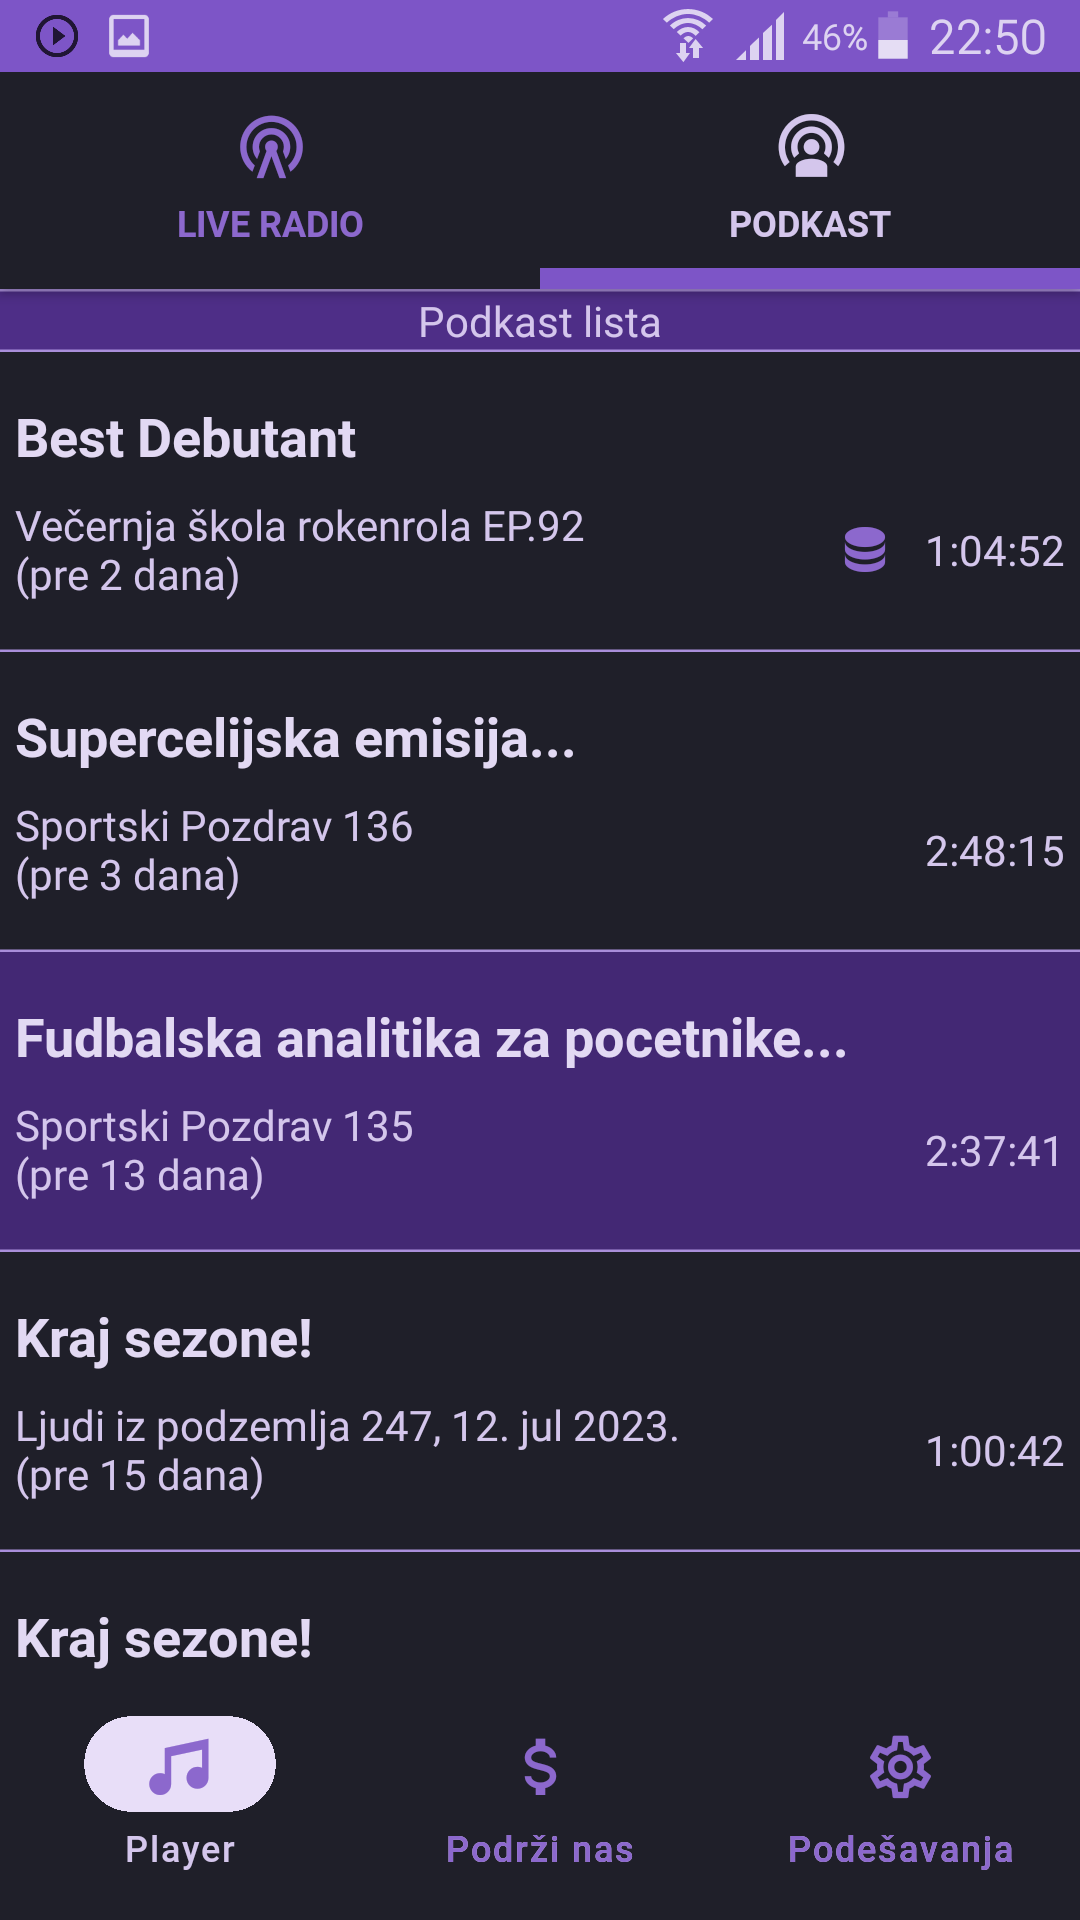 46% 22:50
LIVE RADIO PODKAST
Podkast lista
Best Debutant
Večernja škola rokenrola EP.92
(pre 2 dana)
1:04:52
Supercelijska emisija...
Sportski Pozdrav 136
(pre 3 dana)
2:48:15
Fudbalska analitika za pocetnike...
Sportski Pozdrav 135
(pre 13 dana)
2:37:41
Kraj sezone!
Ljudi iz podzemlja 247, 12. jul 2023.
(pre 15 dana)
1:00:42
Kraj sezone!
Player Podrži nas Podešavanja